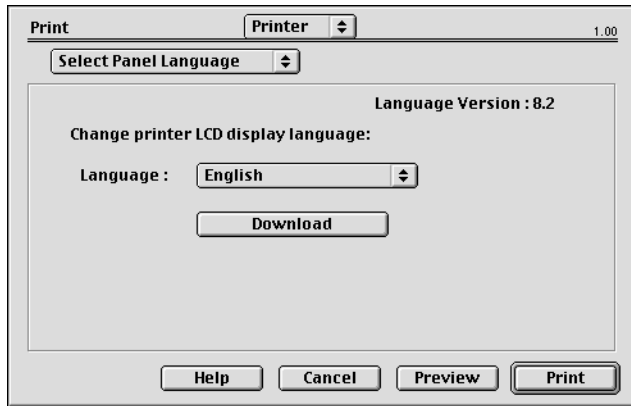 Print Printer 1.00
Select Panel Language
Language Version : 8.2
Change printer LCD display language:
Language : English
Download
Help Cancel Preview Print